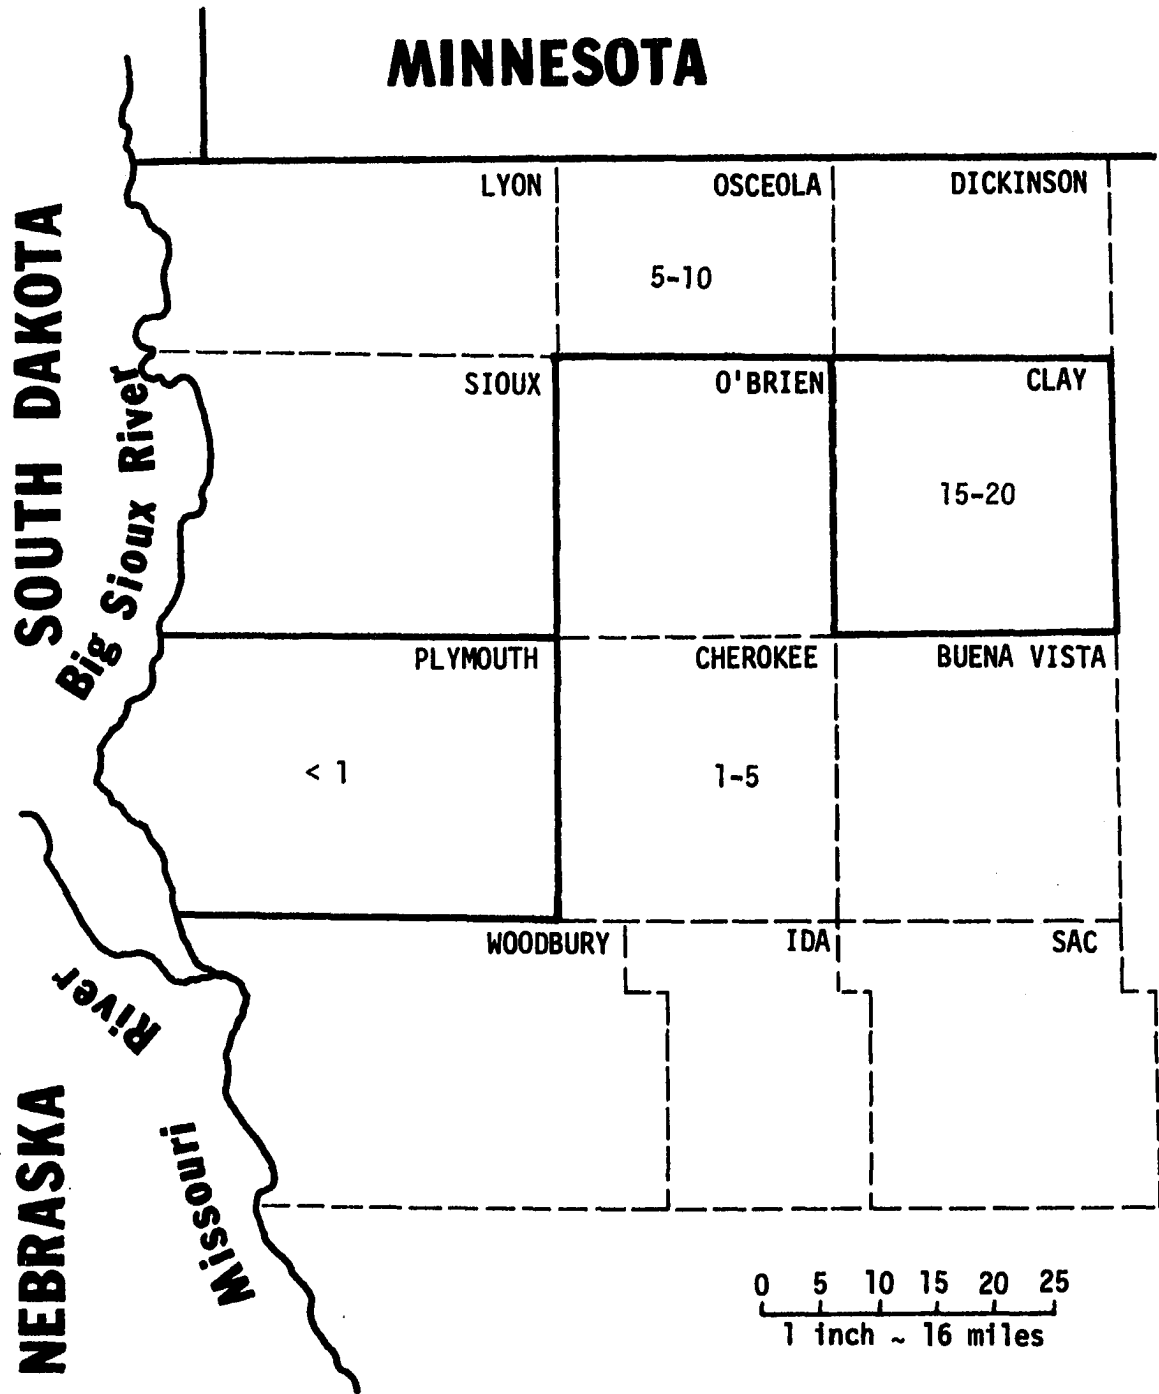 MINNESOTA
LYON
OSCEOLA
DICKINSON
5-10
SOUTH DAKOTA
Big Sioux River
SIOUX
O'BRIEN
CLAY
15-20
PLYMOUTH
CHEROKEE
BUENA VISTA
< 1
1-5
WOODBURY
IDA
SAC
Missouri River
NEBRASKA
0 5 10 15 20 25
1 inch ~ 16 miles